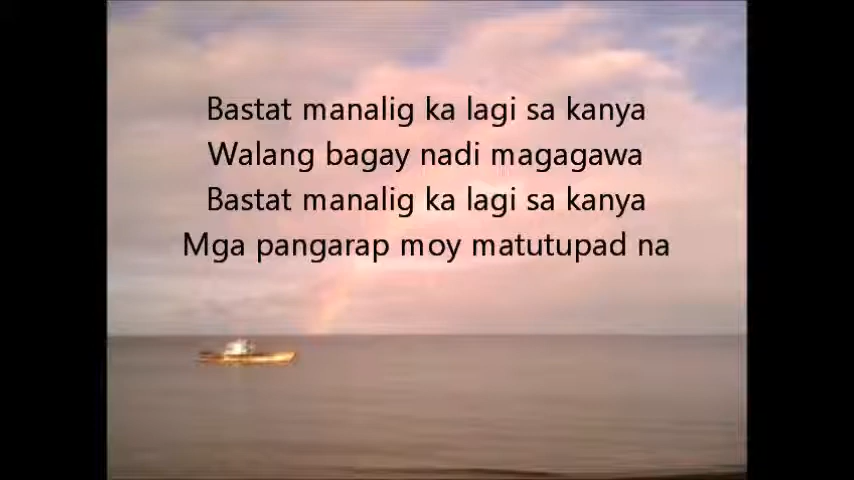 Bastat manalig ka lagi sa kanya
Walang bagay nadi magagawa
Bastat manalig ka lagi sa kanya
Mga pangarap moy matutupad na